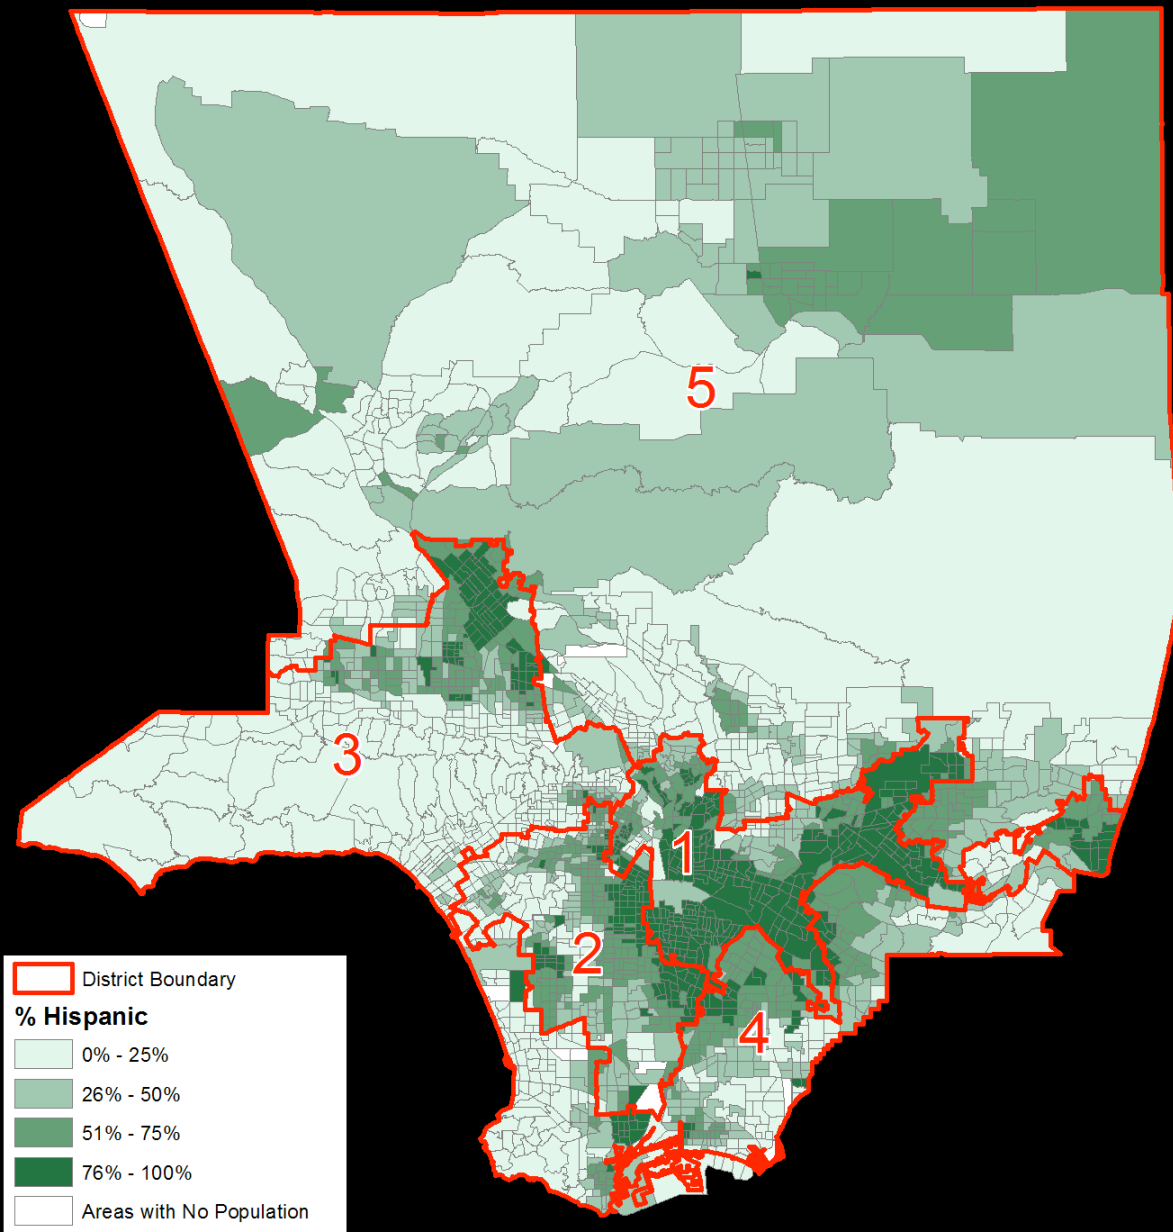 5
3
1
2
4
District Boundary
% Hispanic
0% - 25%
26% - 50%
51% - 75%
76% - 100%
Areas with No Population